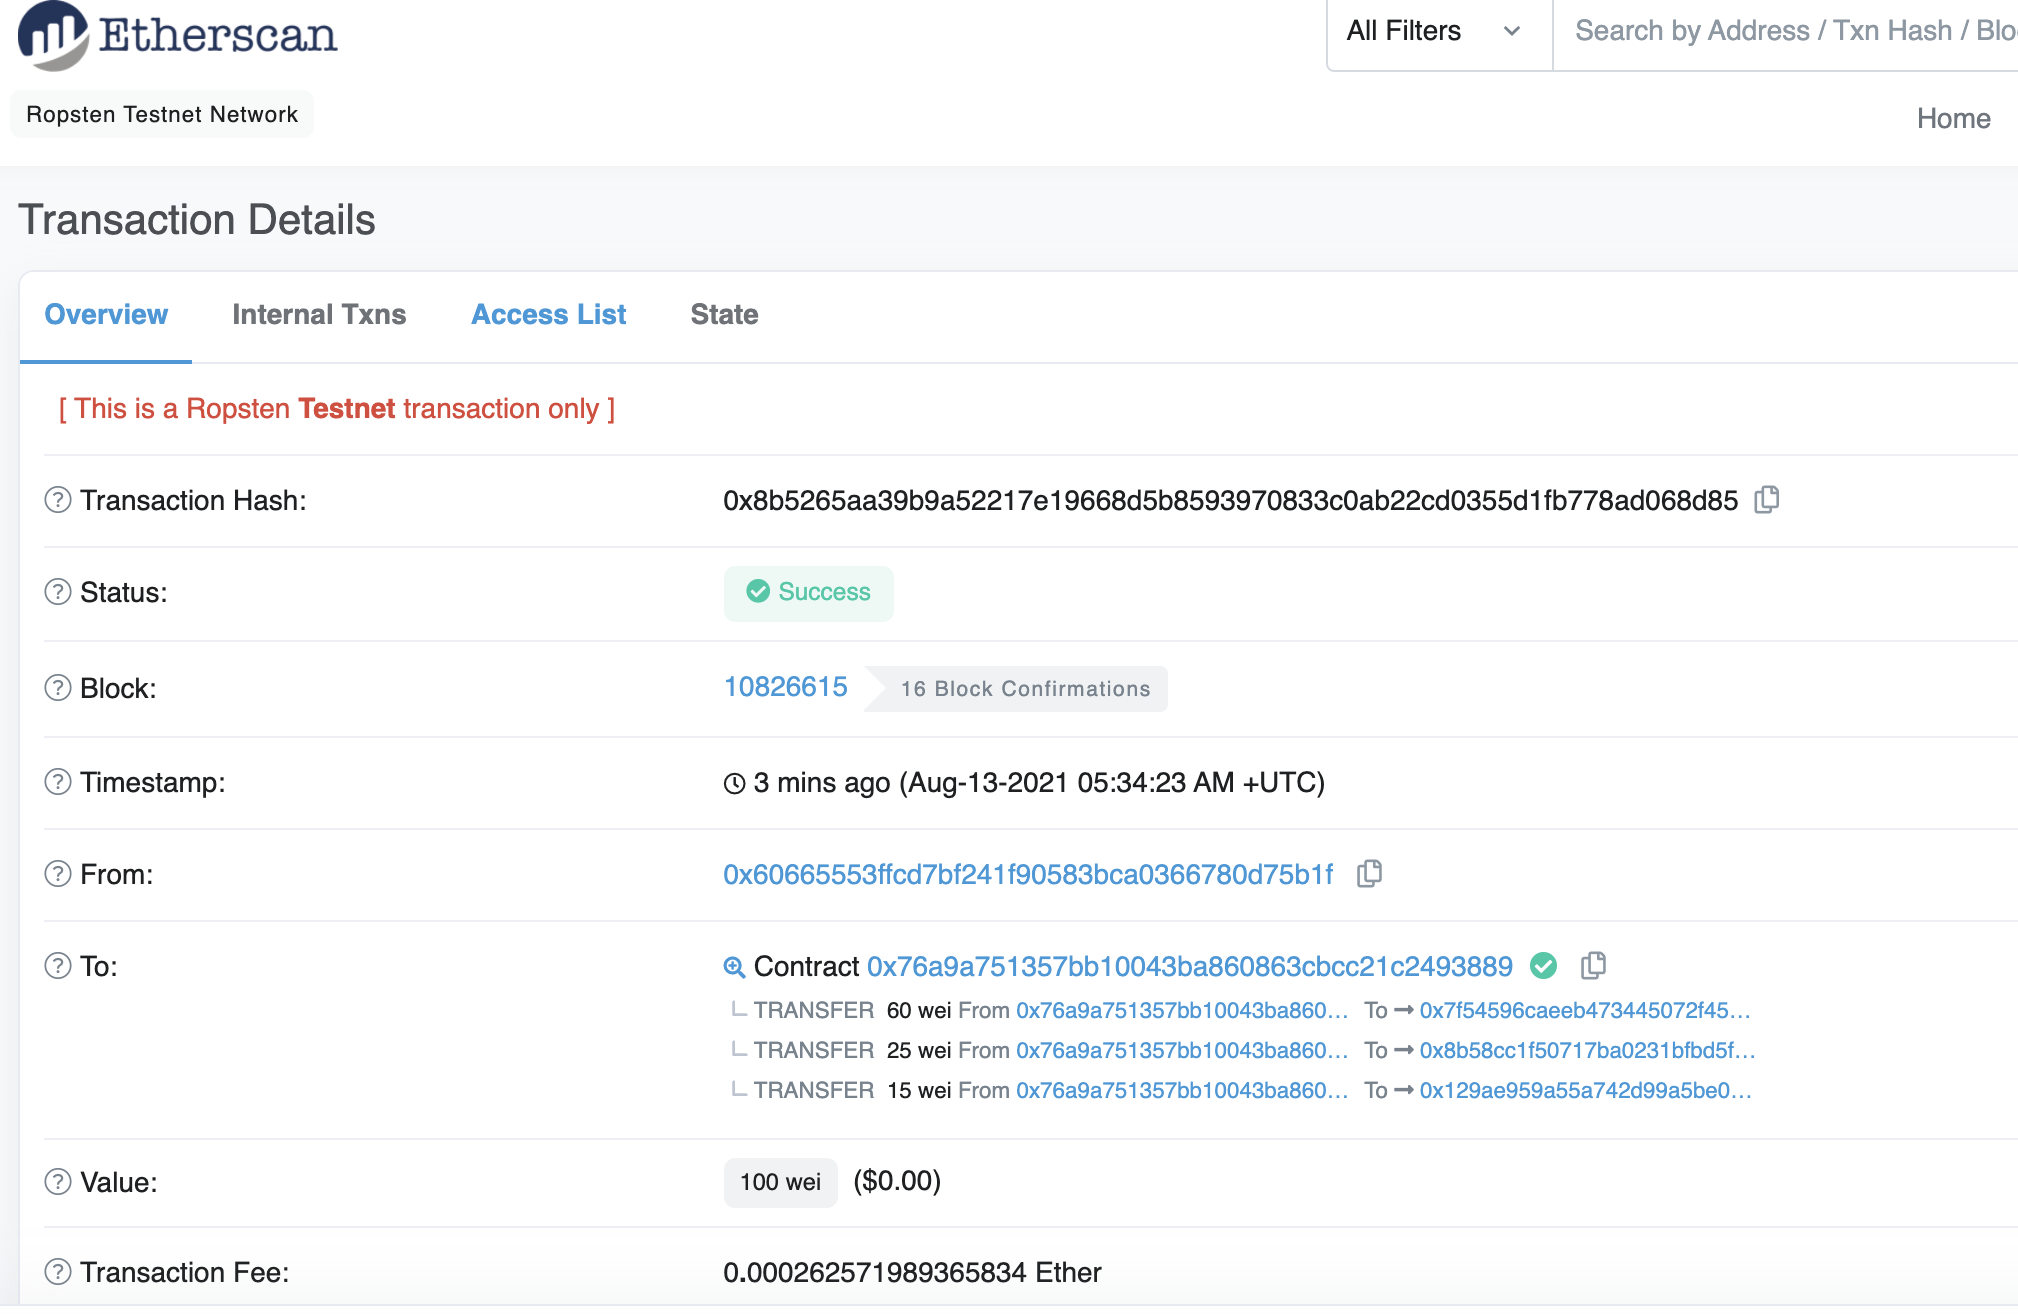 Etherscan
All Filters
Search by Address / Txn Hash / Blo
Ropsten Testnet Network
Home
Transaction Details
Overview Internal Txns Access List State
[ This is a Ropsten Testnet transaction only ]
Transaction Hash: 0x8b5265aa39b9a52217e19668d5b8593970833c0ab22cd0355d1fb778ad068d85
Status: Success
Block: 10826615 16 Block Confirmations
Timestamp: 3 mins ago (Aug-13-2021 05:34:23 AM +UTC)
From: 0x60665553ffcd7bf241f90583bca0366780d75b1f
To: Contract 0x76a9a751357bb10043ba860863cbcc21c2493889
TRANSFER 60 wei From 0x76a9a751357bb10043ba860... To → 0x7f54596caeeb473445072f45...
TRANSFER 25 wei From 0x76a9a751357bb10043ba860... To → 0x8b58cc1f50717ba0231bfbd5f...
TRANSFER 15 wei From 0x76a9a751357bb10043ba860... To → 0x129ae959a55a742d99a5be0...
Value: 100 wei ($0.00)
Transaction Fee: 0.000262571989365834 Ether